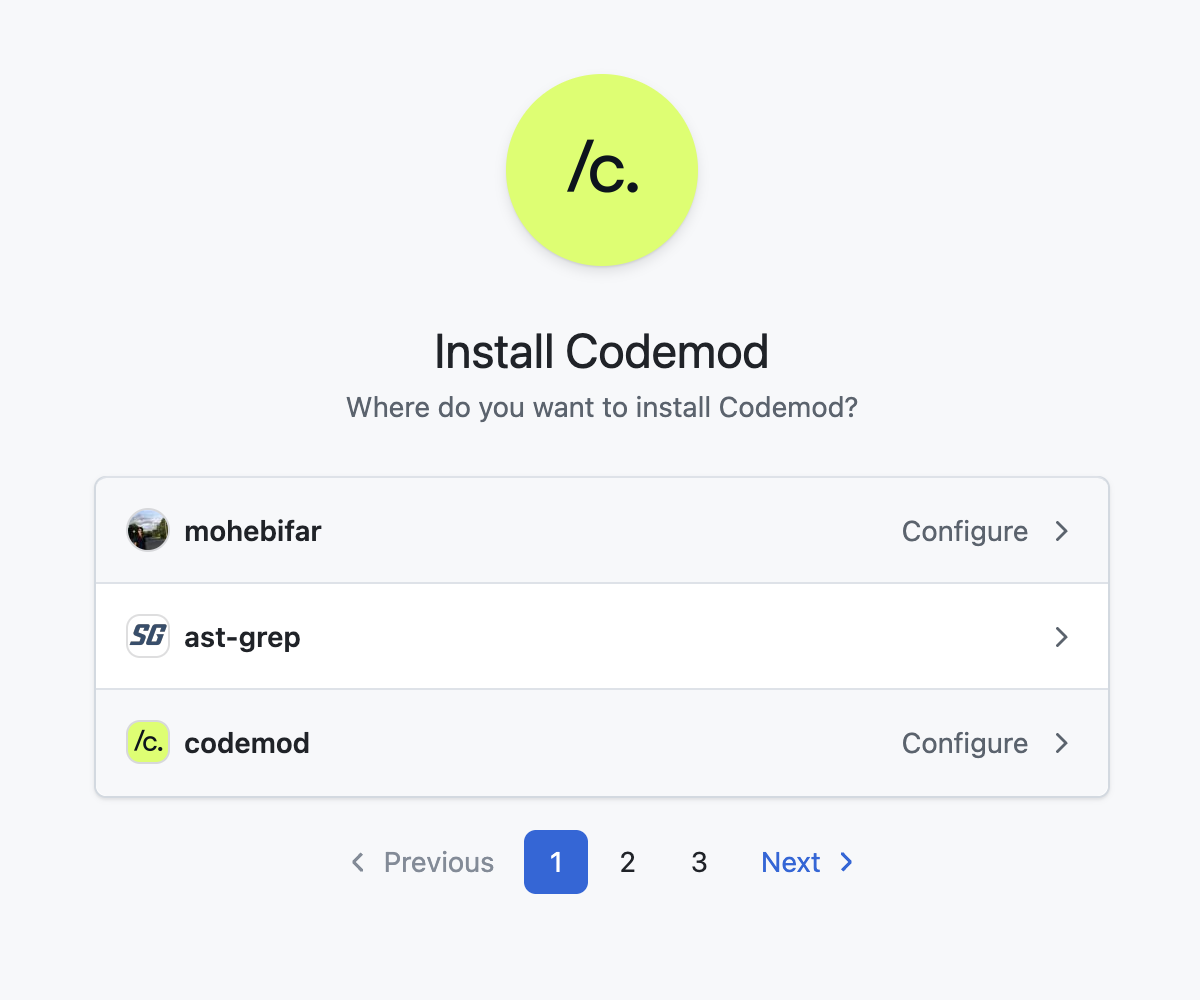 /c.
Install Codemod
Where do you want to install Codemod?
mohebifar Configure
SG ast-grep
/c. codemod Configure
Previous 1 2 3 Next